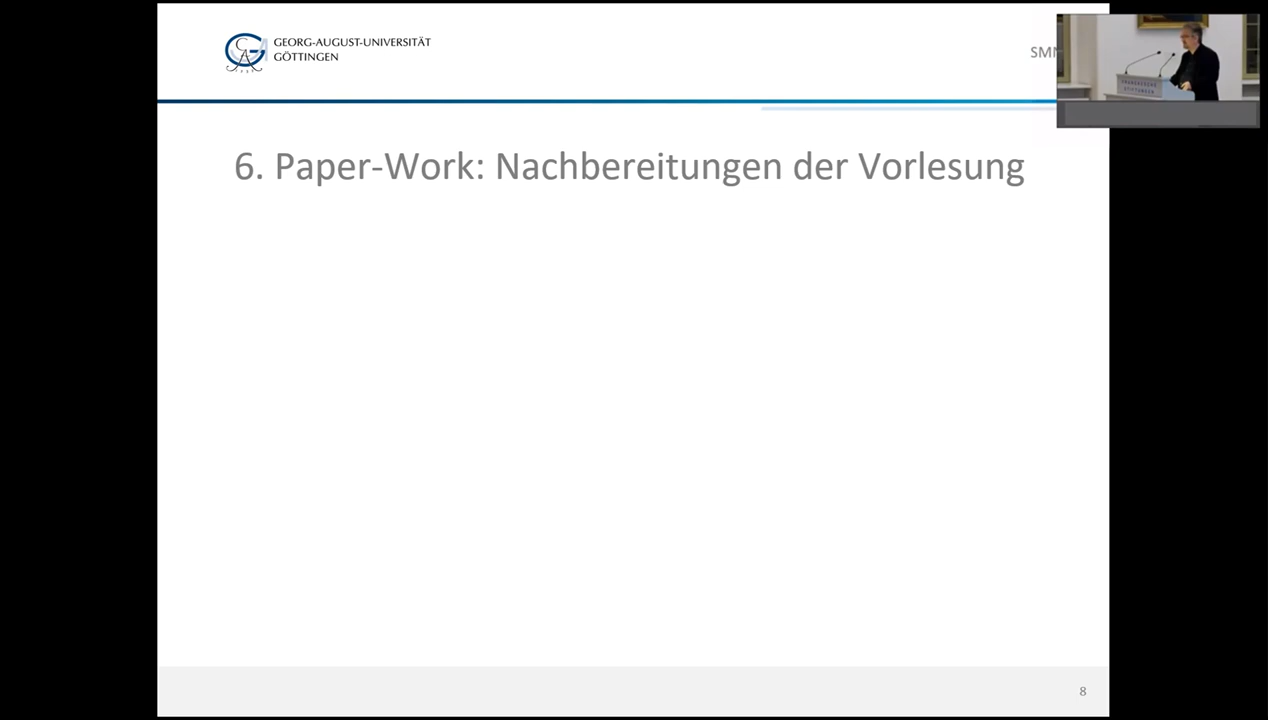 GEORG-AUGUST-UNIVERSITÄT
GÖTTINGEN
6. Paper-Work: Nachbereitungen der Vorlesung
8